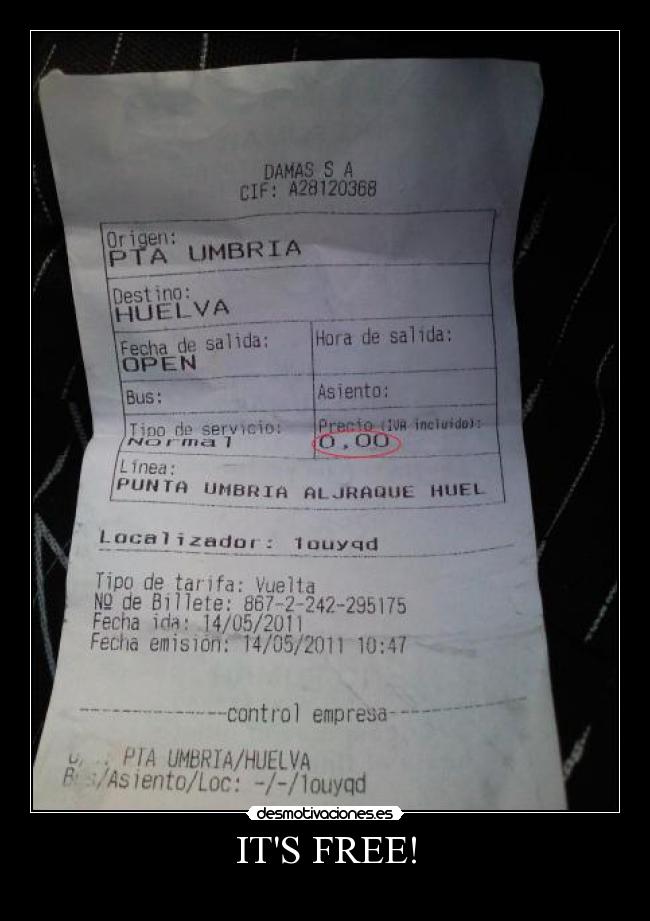 DAMAS S A
CIF: A28120368
Origen:
PTA UMBRIA
Destino:
HUELVA
Fecha de salida: Hora de salida:
OPEN
Bus: Asiento:
Tipo de servicio: Precio (IVA incluido):
Normal 0,00
Línea:
PUNTA UMBRIA ALJRAQUE HUEL
Localizador: 1ouyqd
Tipo de tarifa: Vuelta
Nº de Billete: 867-2-242-295175
Fecha ida: 14/05/2011
Fecha emisión: 14/05/2011 10:47
---------------control empresa---------------
PTA UMBRIA/HUELVA
Bus/Asiento/Loc: -/-/1ouyqd
desmotivaciones.es
IT'S FREE!